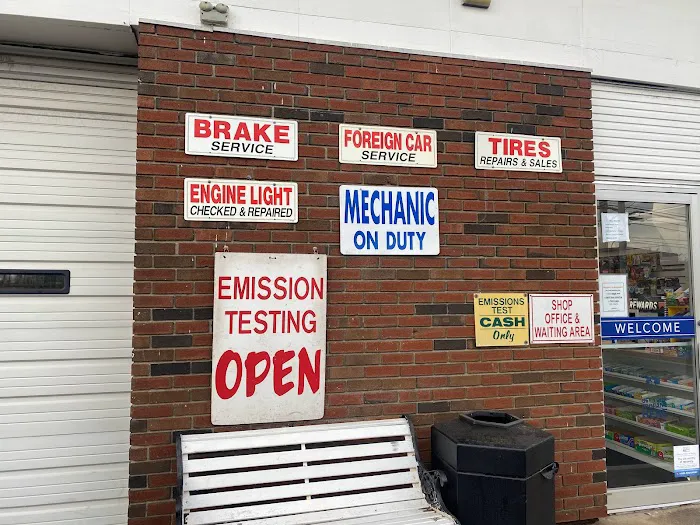 BRAKE
SERVICE
FOREIGN CAR
SERVICE
TIRES
REPAIRS & SALES
ENGINE LIGHT
CHECKED & REPAIRED
MECHANIC
ON DUTY
EMISSION
TESTING
OPEN
EMISSIONS
TEST
CASH
Only
SHOP
OFFICE &
WAITING AREA
REWARDS
WELCOME